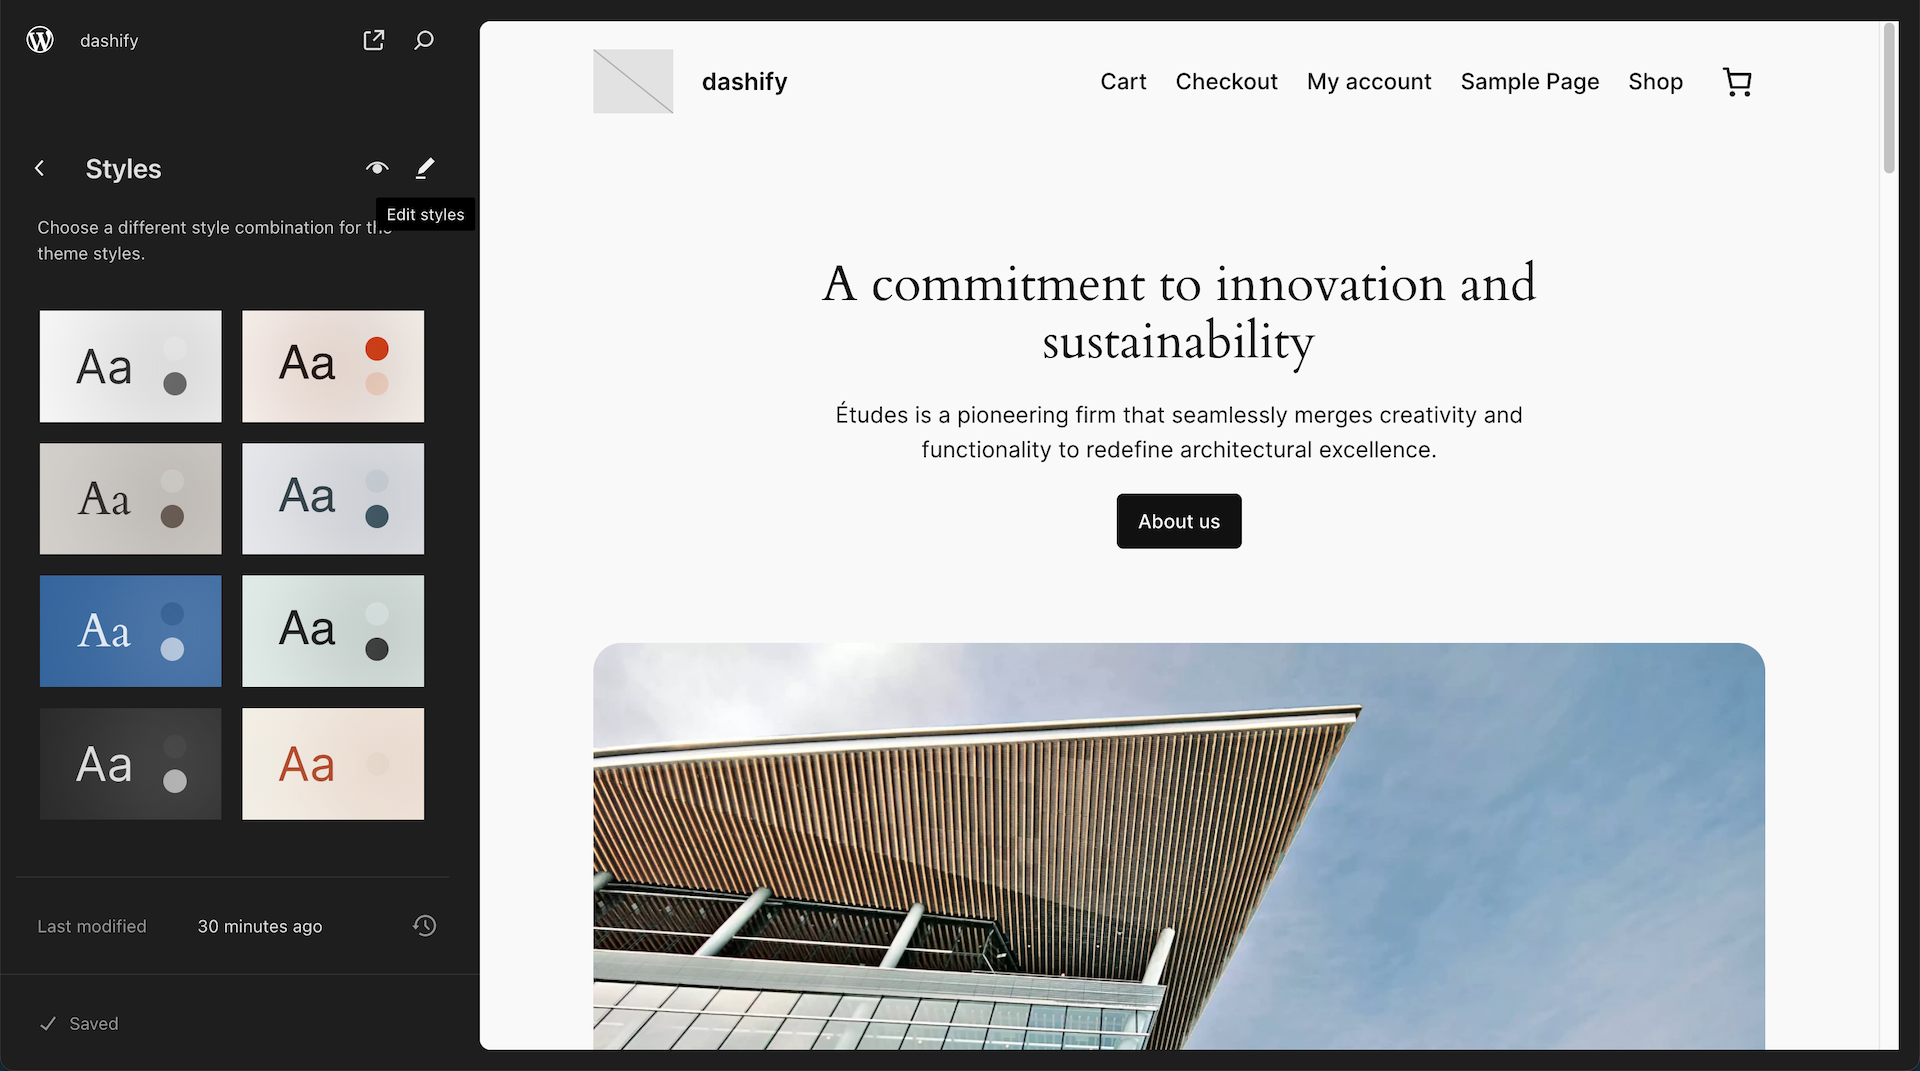 dashify
Styles
Edit styles
Choose a different style combination for the
theme styles.
Aa
Aa
Aa
Aa
Aa
Aa
Aa
Aa
Last modified
30 minutes ago
Saved
dashify
Cart
Checkout
My account
Sample Page
Shop
A commitment to innovation and
sustainability
Études is a pioneering firm that seamlessly merges creativity and
functionality to redefine architectural excellence.
About us